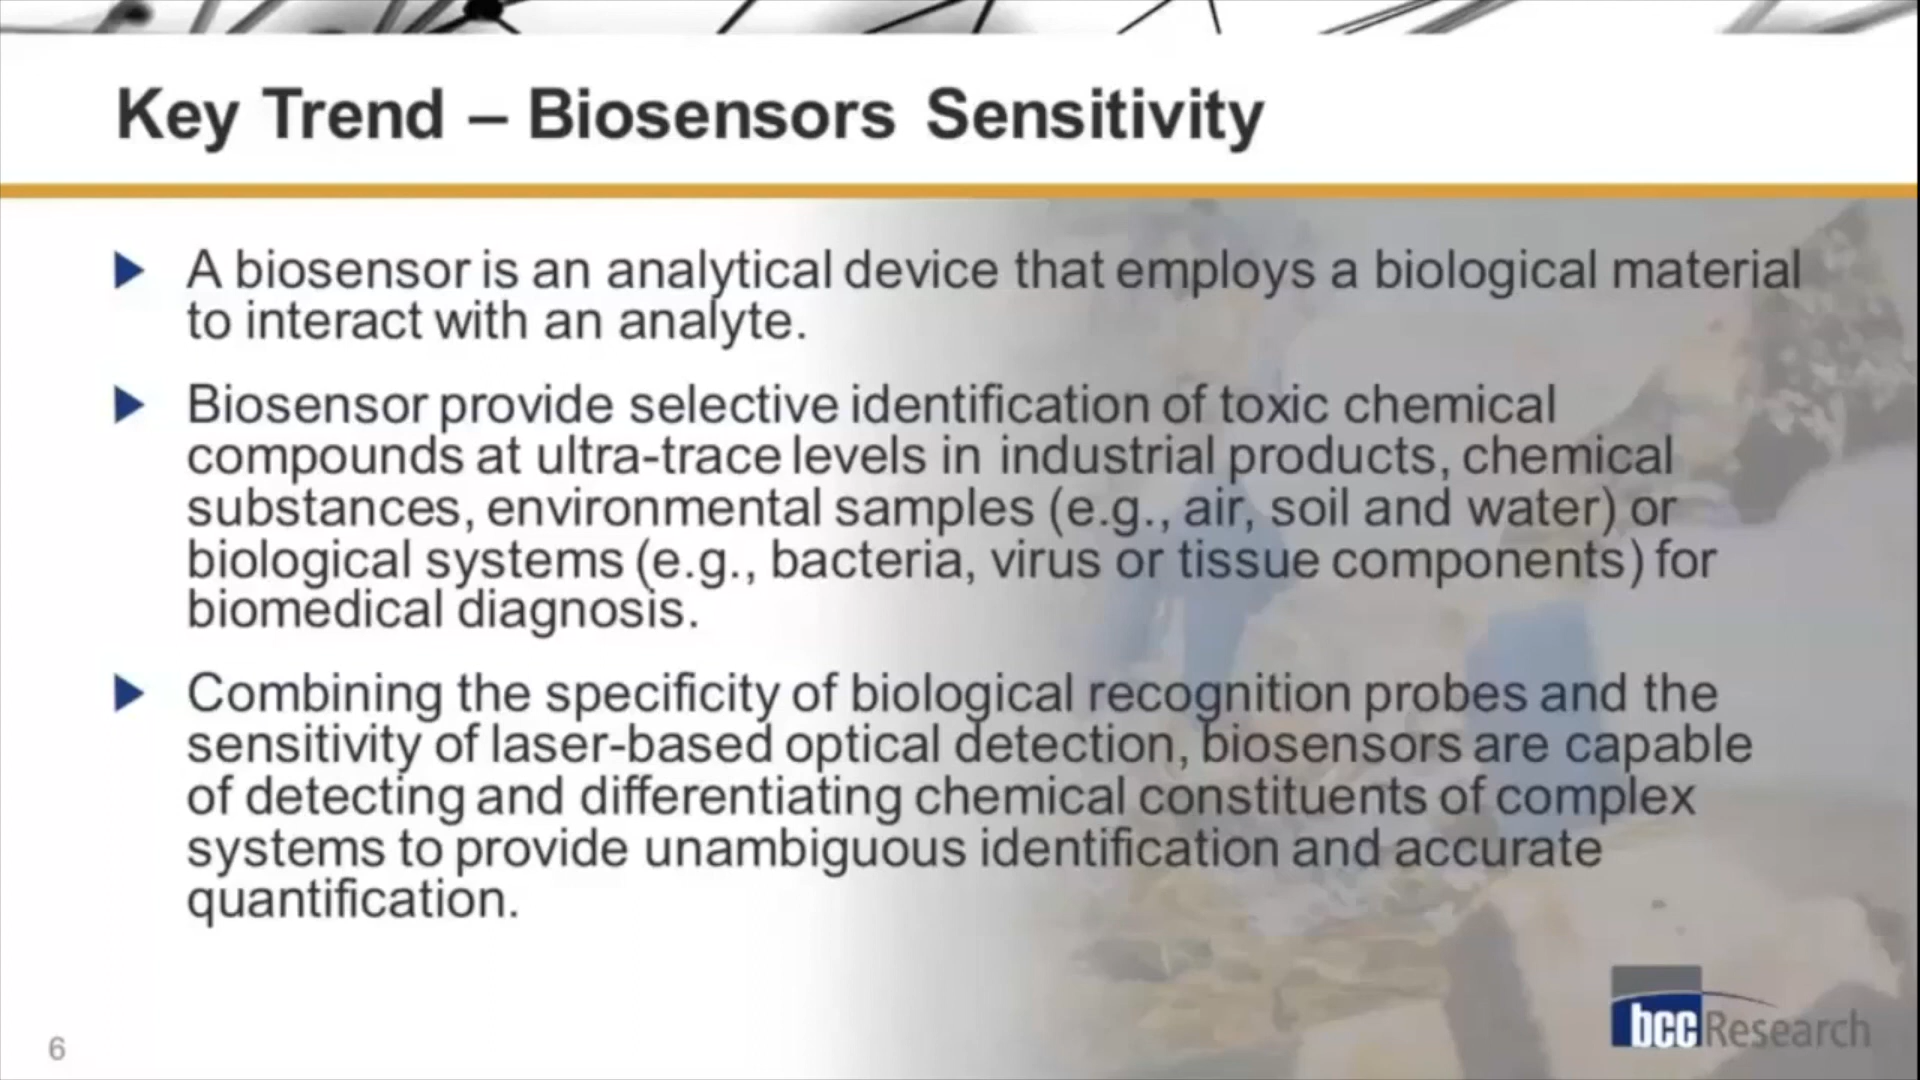 Key Trend – Biosensors Sensitivity
A biosensor is an analytical device that employs a biological material
to interact with an analyte.
Biosensor provide selective identification of toxic chemical
compounds at ultra-trace levels in industrial products, chemical
substances, environmental samples (e.g., air, soil and water) or
biological systems (e.g., bacteria, virus or tissue components) for
biomedical diagnosis.
Combining the specificity of biological recognition probes and the
sensitivity of laser-based optical detection, biosensors are capable
of detecting and differentiating chemical constituents of complex
systems to provide unambiguous identification and accurate
quantification.
6
bcc Research